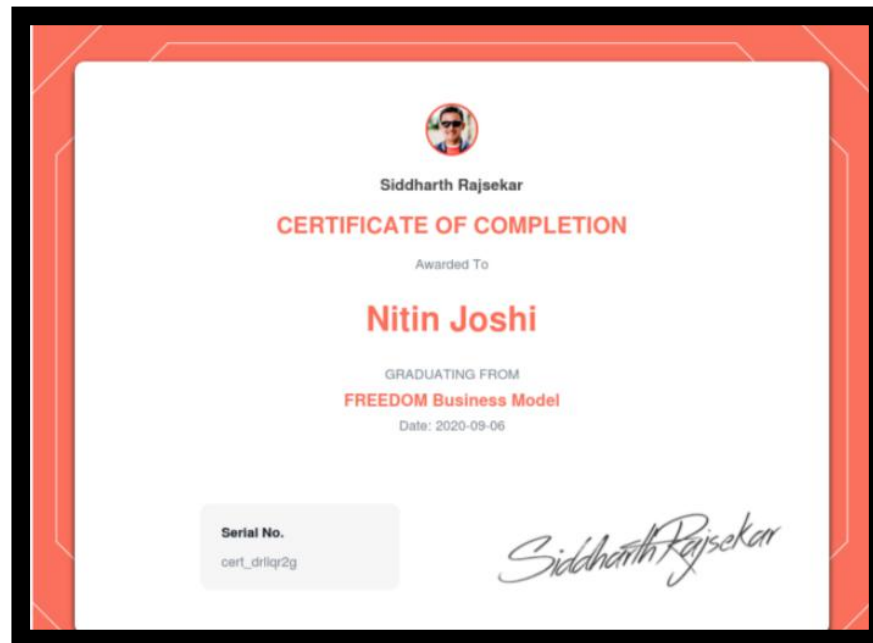 Siddharth Rajsekar
CERTIFICATE OF COMPLETION
Awarded To
Nitin Joshi
GRADUATING FROM
FREEDOM Business Model
Date: 2020-09-06
Serial No.
cert_drllqr2g
Siddharth Rajsekar